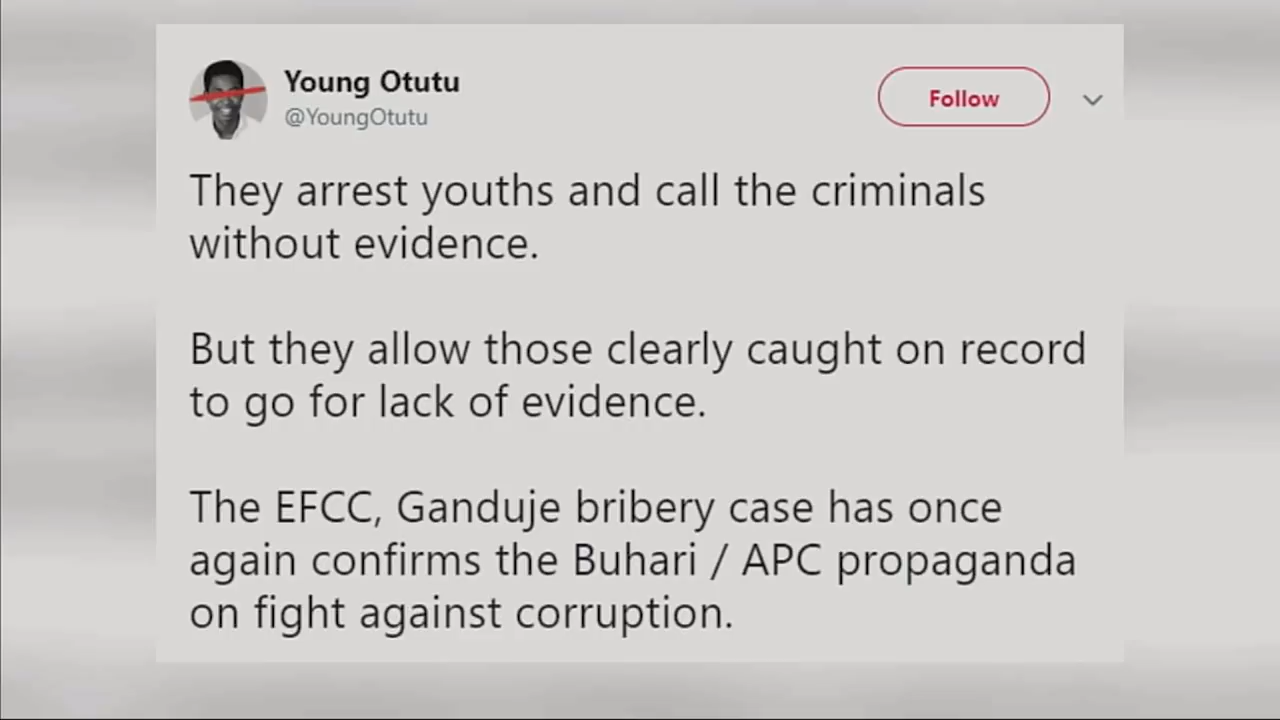 Young Otutu
@YoungOtutu
Follow
They arrest youths and call the criminals
without evidence.
But they allow those clearly caught on record
to go for lack of evidence.
The EFCC, Ganduje bribery case has once
again confirms the Buhari / APC propaganda
on fight against corruption.